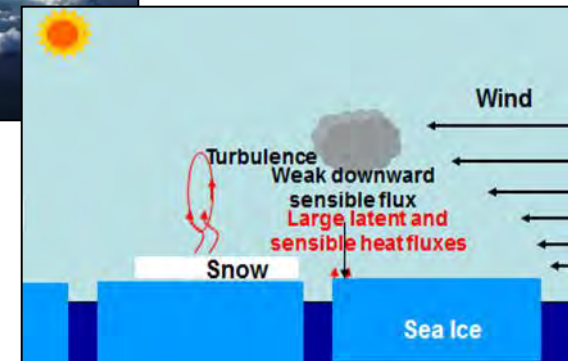 Wind
Turbulence
Weak downward
sensible flux
Large latent and
sensible heat fluxes
Snow
Sea Ice